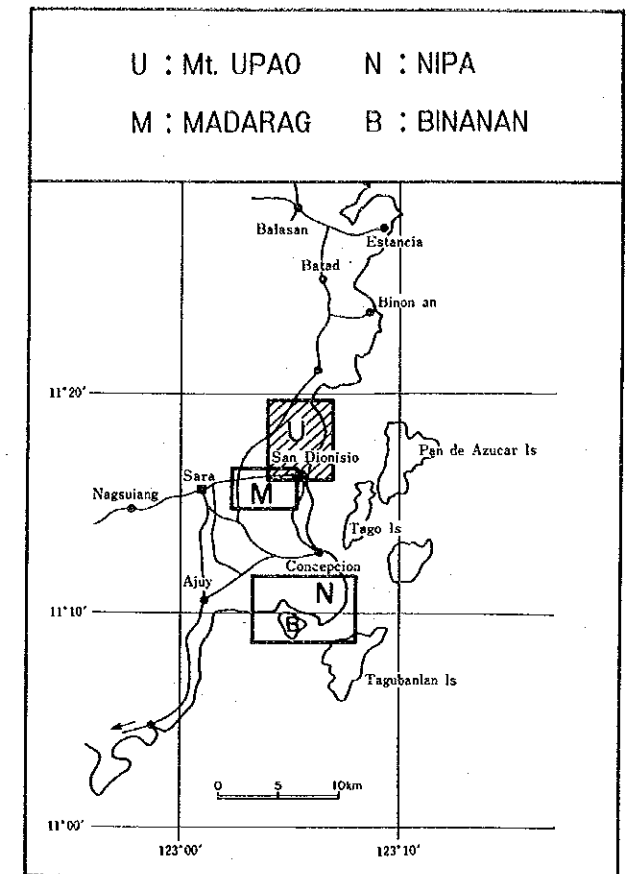 U : Mt. UPAO N : NIPA
M : MADARAG B : BINANAN
Balasan
Estancia
Batad
Binon an
11°20′
U
San Dionisio
Pan de Azucar Is
Sara
M
Nagsuiang
Tago Is
Concepcion
Ajuy
N
11°10′
B
Tagubanlan Is
0 5 10km
11°00′
123°00′ 123°10′